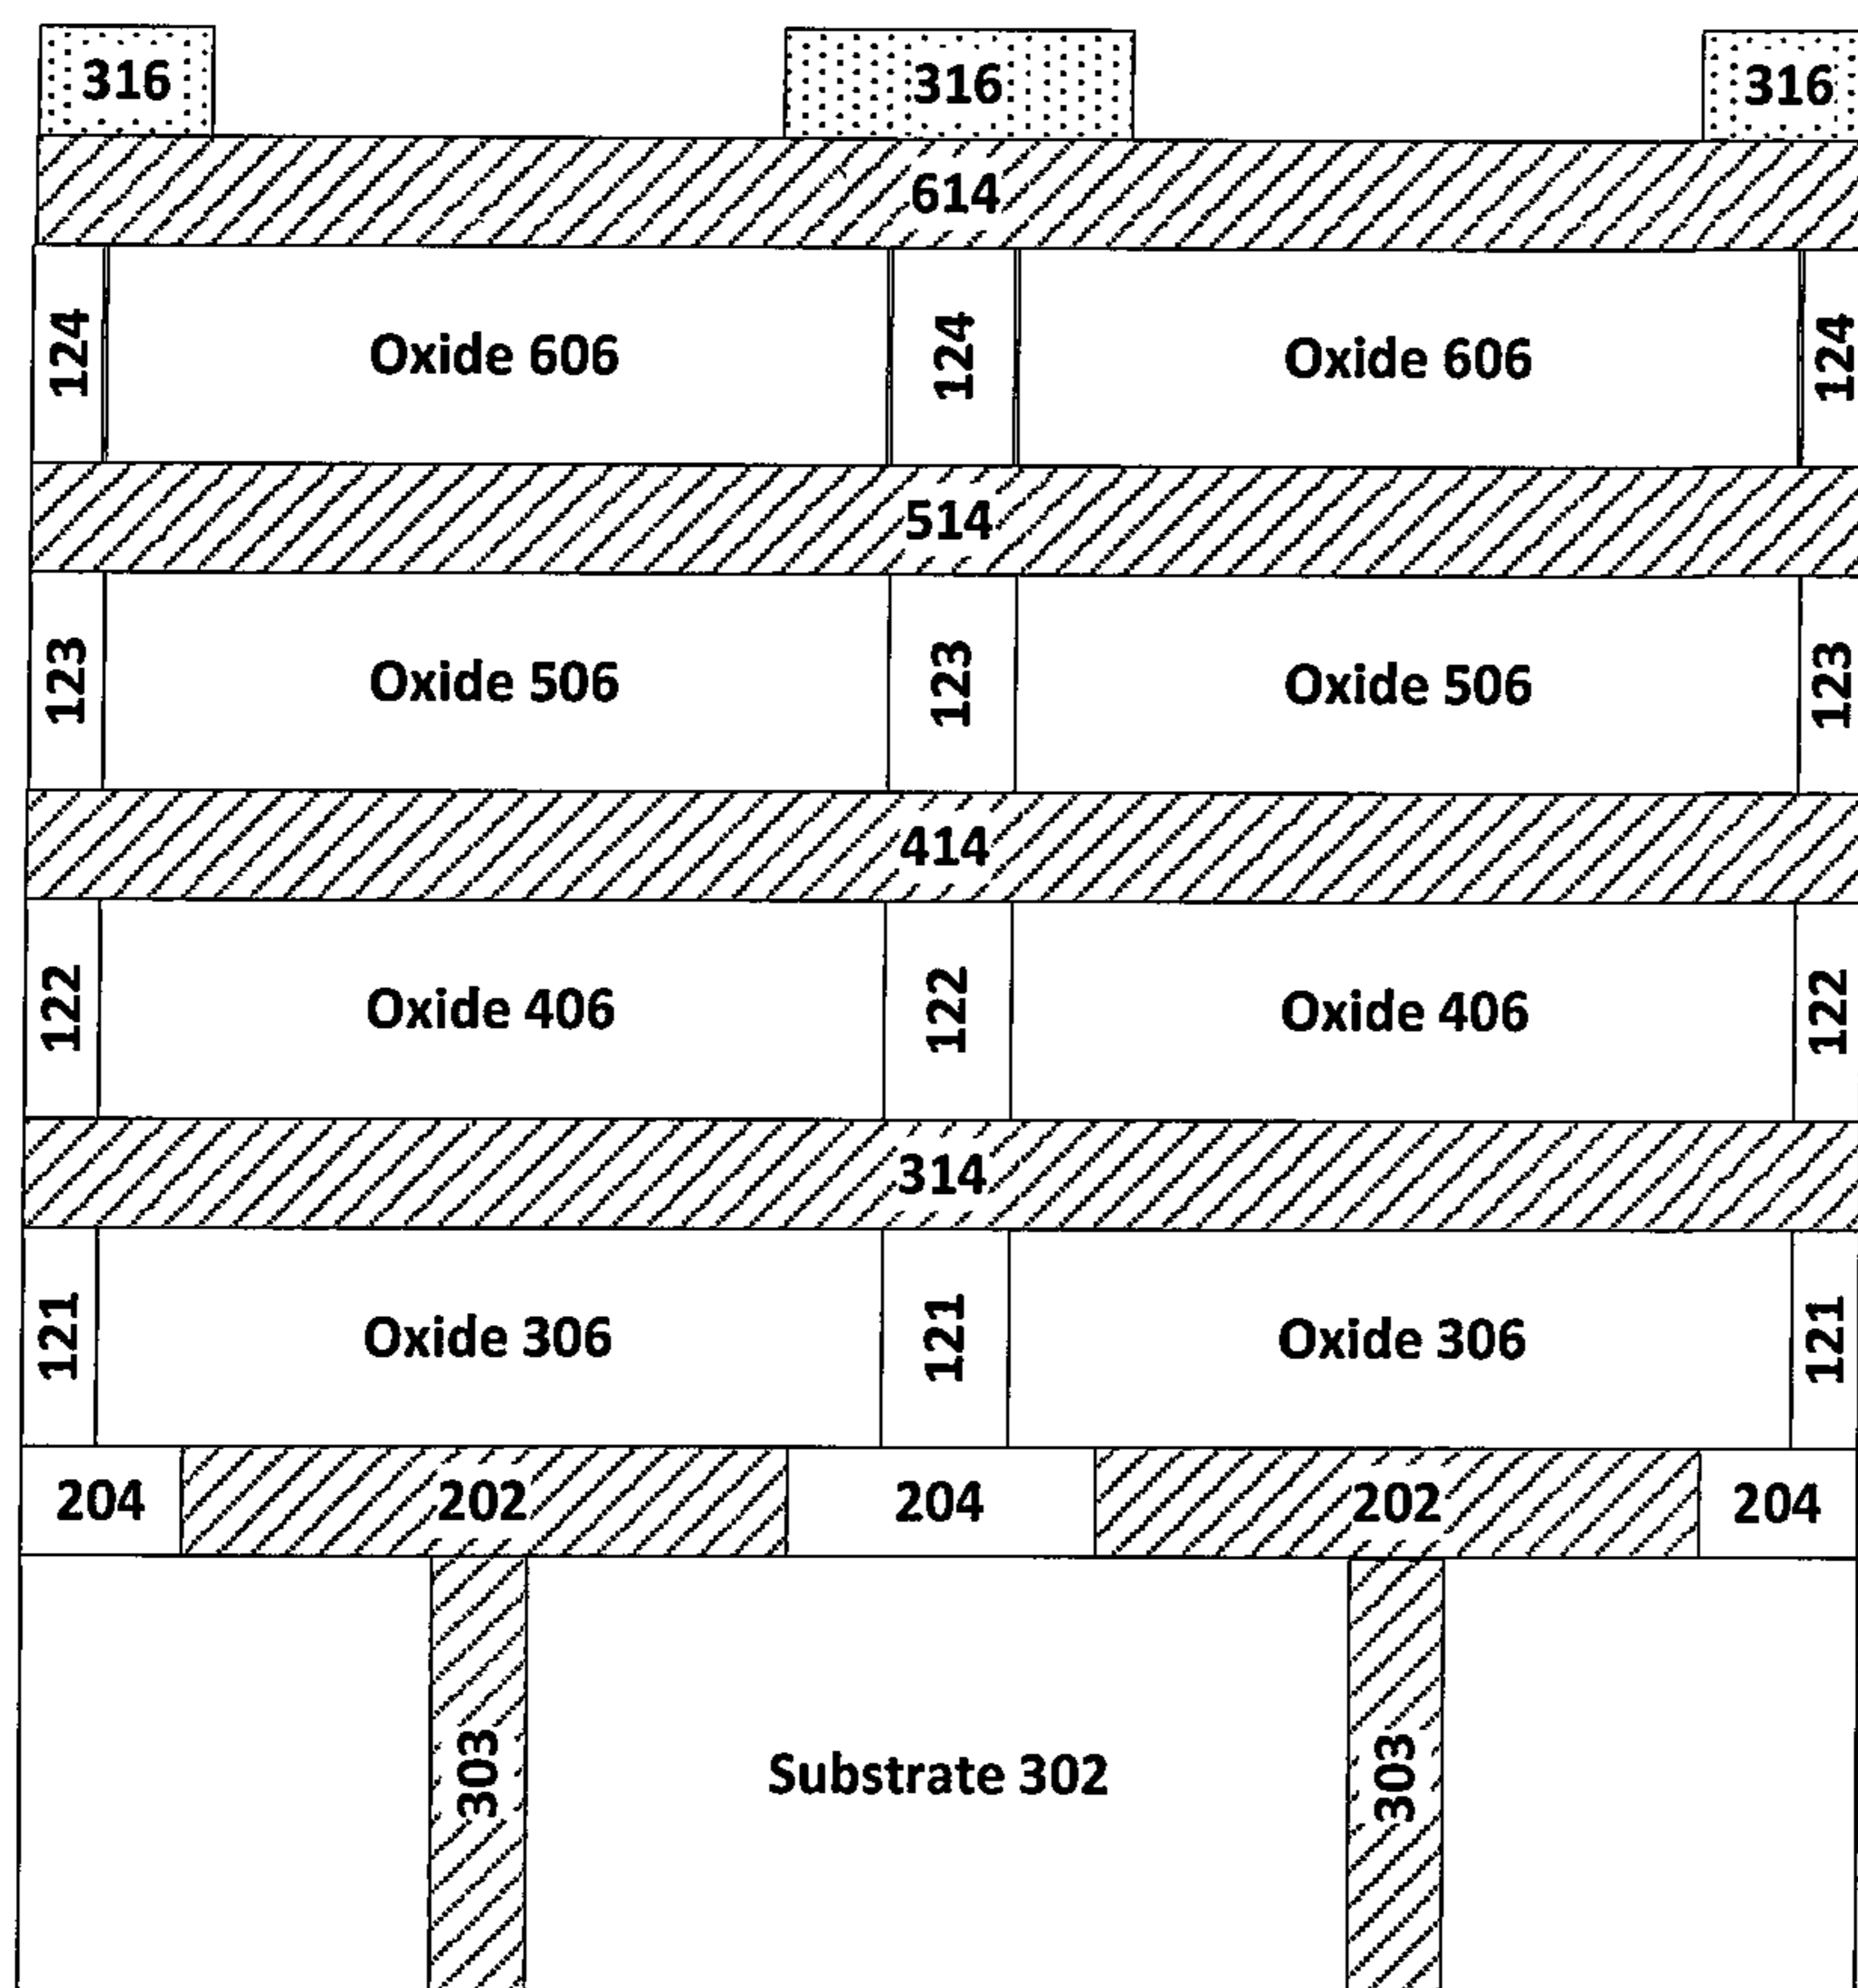 316 316 316
614
124 Oxide 606 124 Oxide 606 124
514
123 Oxide 506 123 Oxide 506 123
414
122 Oxide 406 122 Oxide 406 122
314
121 Oxide 306 121 Oxide 306 121
204 202 204 202 204
303 Substrate 302 303